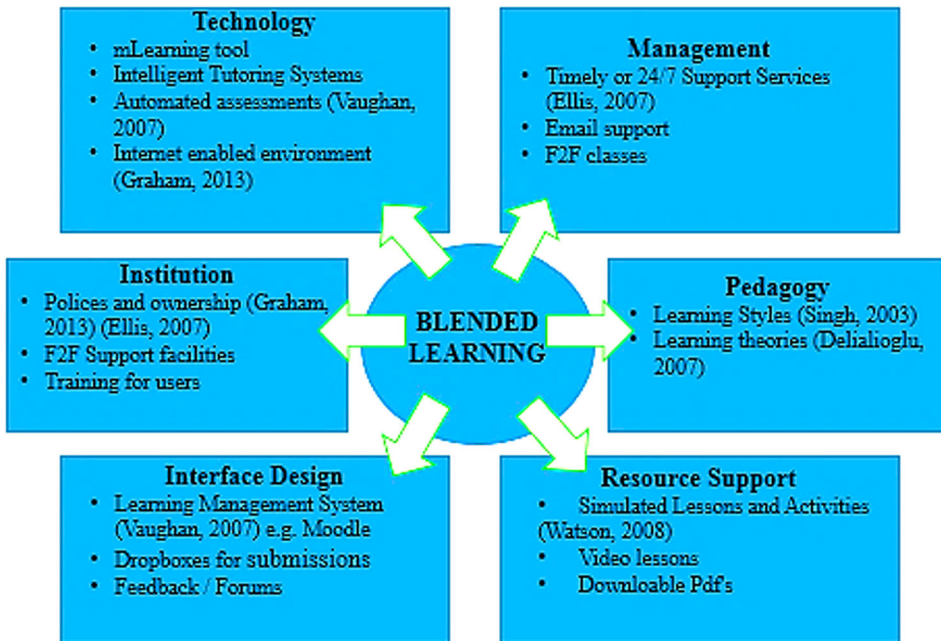 Technology
• mLearning tool
• Intelligent Tutoring Systems
• Automated assessments (Vaughan,
2007)
• Internet enabled environment
(Graham, 2013)
Management
• Timely or 24/7 Support Services
(Ellis, 2007)
• Email support
• F2F classes
Institution
• Polices and ownership (Graham,
2013) (Ellis, 2007)
• F2F Support facilities
• Training for users
BLENDED
LEARNING
Pedagogy
• Learning Styles (Singh, 2003)
• Learning theories (Delialioglu,
2007)
Interface Design
• Learning Management System
(Vaughan, 2007) e.g. Moodle
• Dropboxes for submissions
• Feedback / Forums
Resource Support
• Simulated Lessons and Activities
(Watson, 2008)
• Video lessons
• Downloable Pdf's